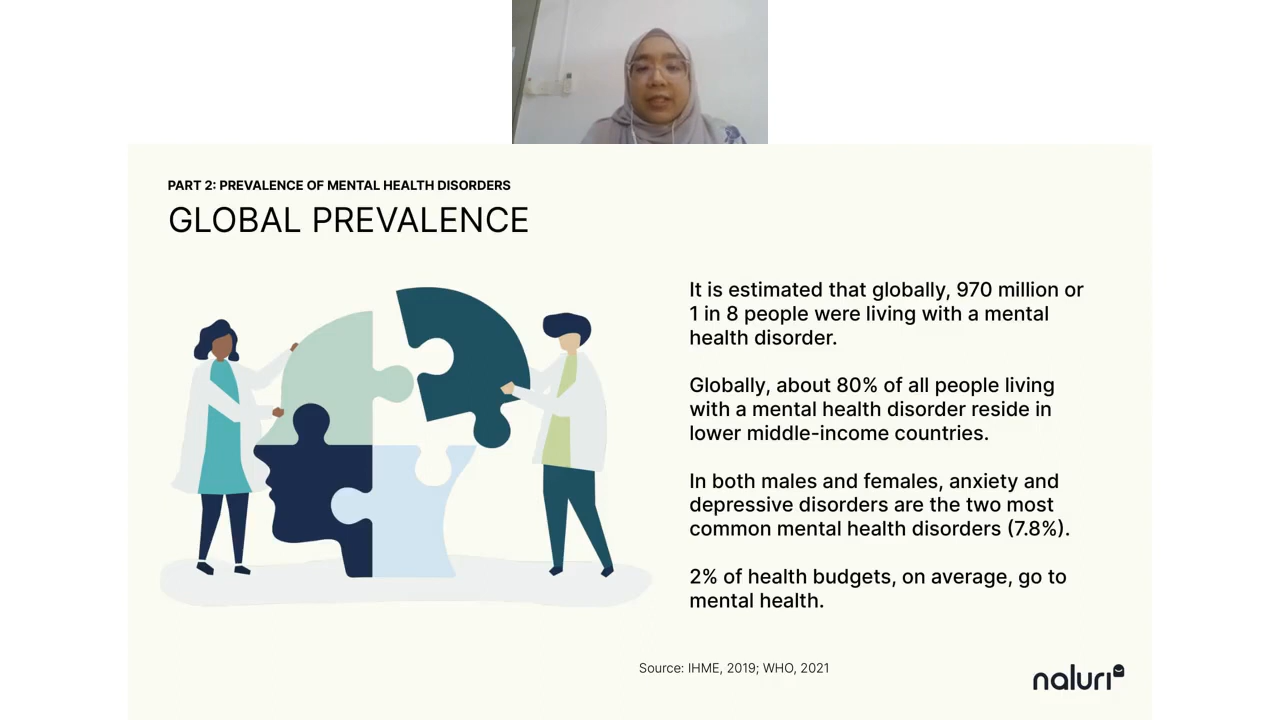 PART 2: PREVALENCE OF MENTAL HEALTH DISORDERS
GLOBAL PREVALENCE
It is estimated that globally, 970 million or
1 in 8 people were living with a mental
health disorder.
Globally, about 80% of all people living
with a mental health disorder reside in
lower middle-income countries.
In both males and females, anxiety and
depressive disorders are the two most
common mental health disorders (7.8%).
2% of health budgets, on average, go to
mental health.
Source: IHME, 2019; WHO, 2021
naluri